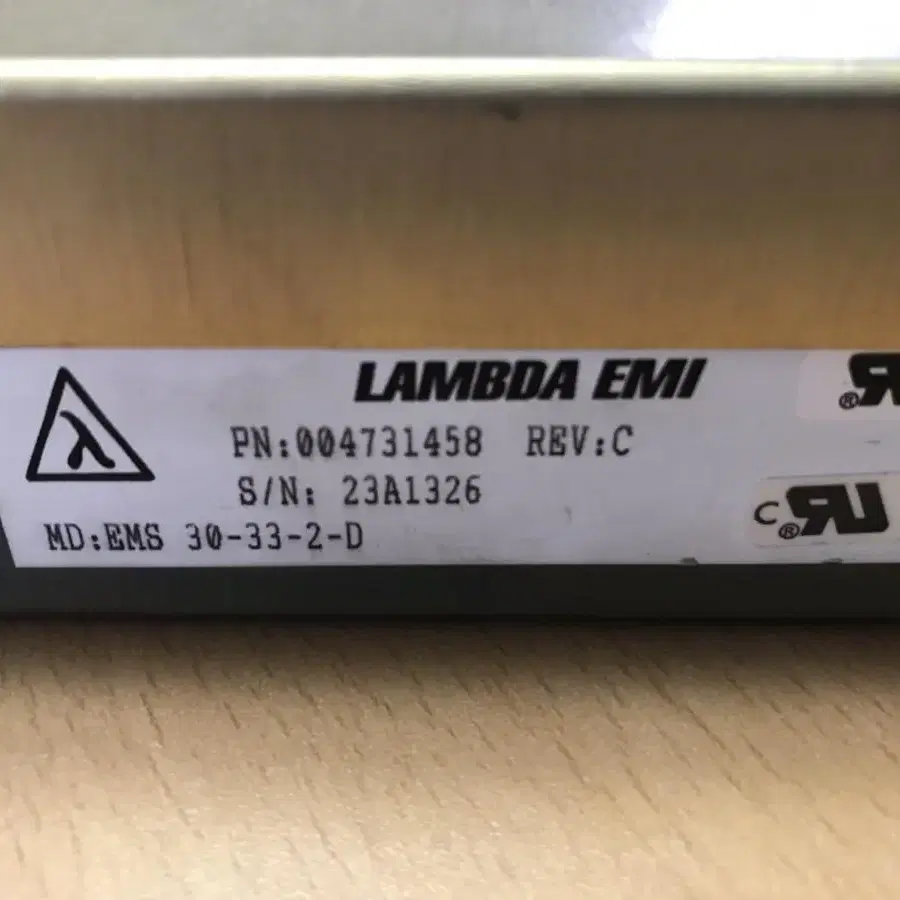 LAMBDA EMI
PN:004731458 REV:C
S/N: 23A1326
MD:EMS 30-33-2-D